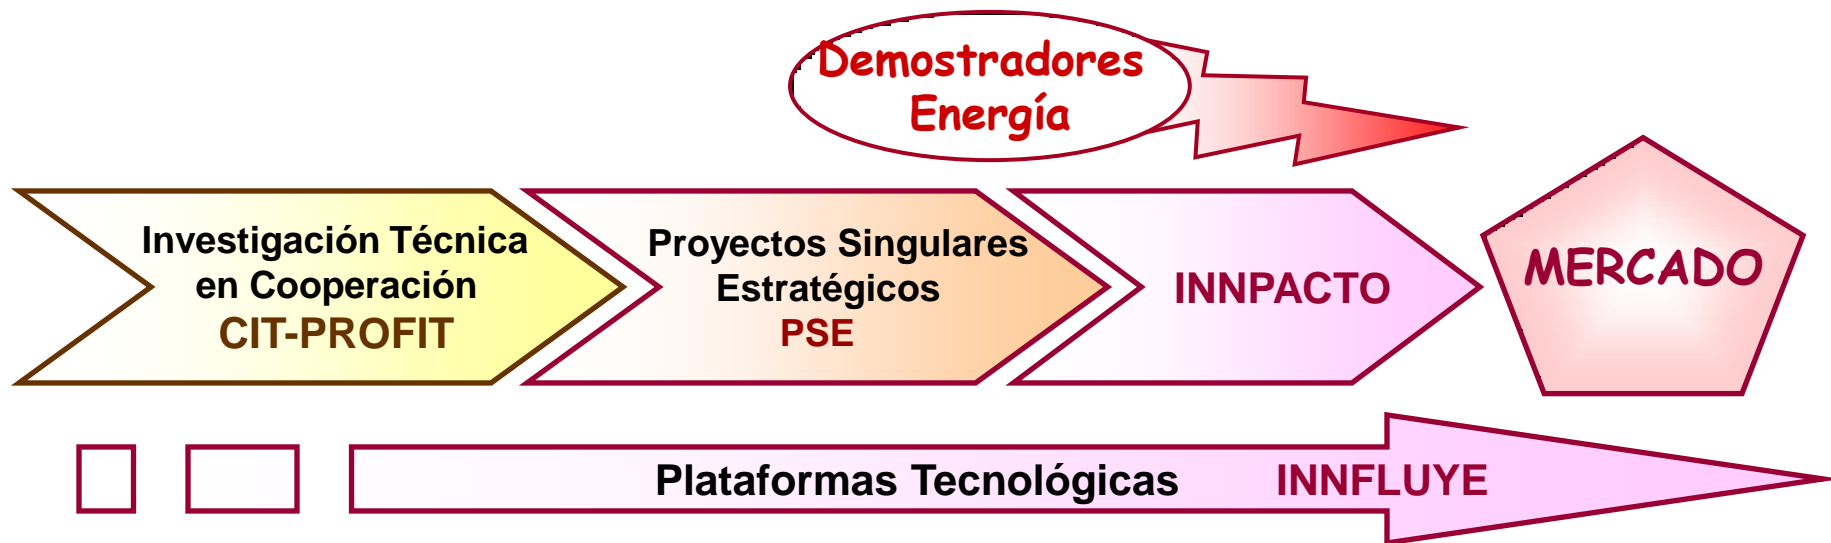 Demostradores
Energía
Investigación Técnica
en Cooperación
CIT-PROFIT
Proyectos Singulares
Estratégicos
PSE
INNPACTO
MERCADO
Plataformas Tecnológicas INNFLUYE